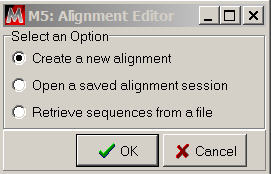 M5: Alignment Editor
Select an Option
Create a new alignment
Open a saved alignment session
Retrieve sequences from a file
OK
Cancel